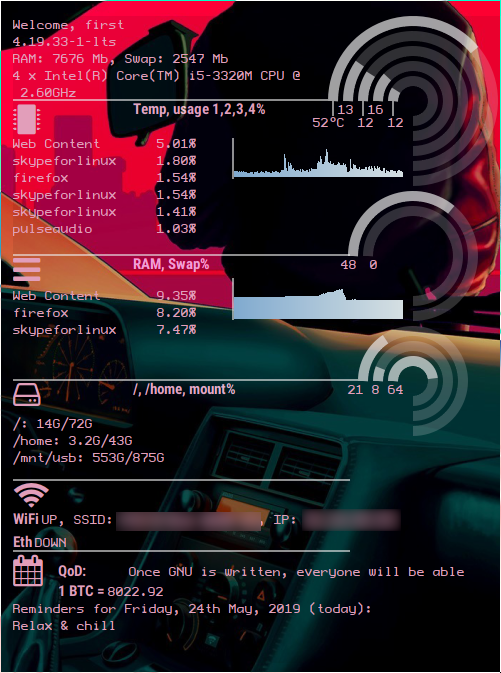 Welcome, first
4.19.33-1-lts
RAM: 7676 Mb, Swap: 2547 Mb
4 x Intel(R) Core(TM) i5-3320M CPU @
2.60GHz
Temp, usage 1,2,3,4%
13 16
52°C 12 12
Web Content 5.01%
skypeforlinux 1.80%
firefox 1.54%
skypeforlinux 1.54%
skypeforlinux 1.41%
pulseaudio 1.03%
RAM, Swap% 48 0
Web Content 9.35%
firefox 8.20%
skypeforlinux 7.47%
/, /home, mount% 21 8 64
/: 14G/72G
/home: 3.2G/43G
/mnt/usb: 553G/875G
WiFi UP, SSID: , IP:
Eth DOWN
QoD: Once GNU is written, everyone will be able
1 BTC = 8022.92
Reminders for Friday, 24th May, 2019 (today):
Relax & chill